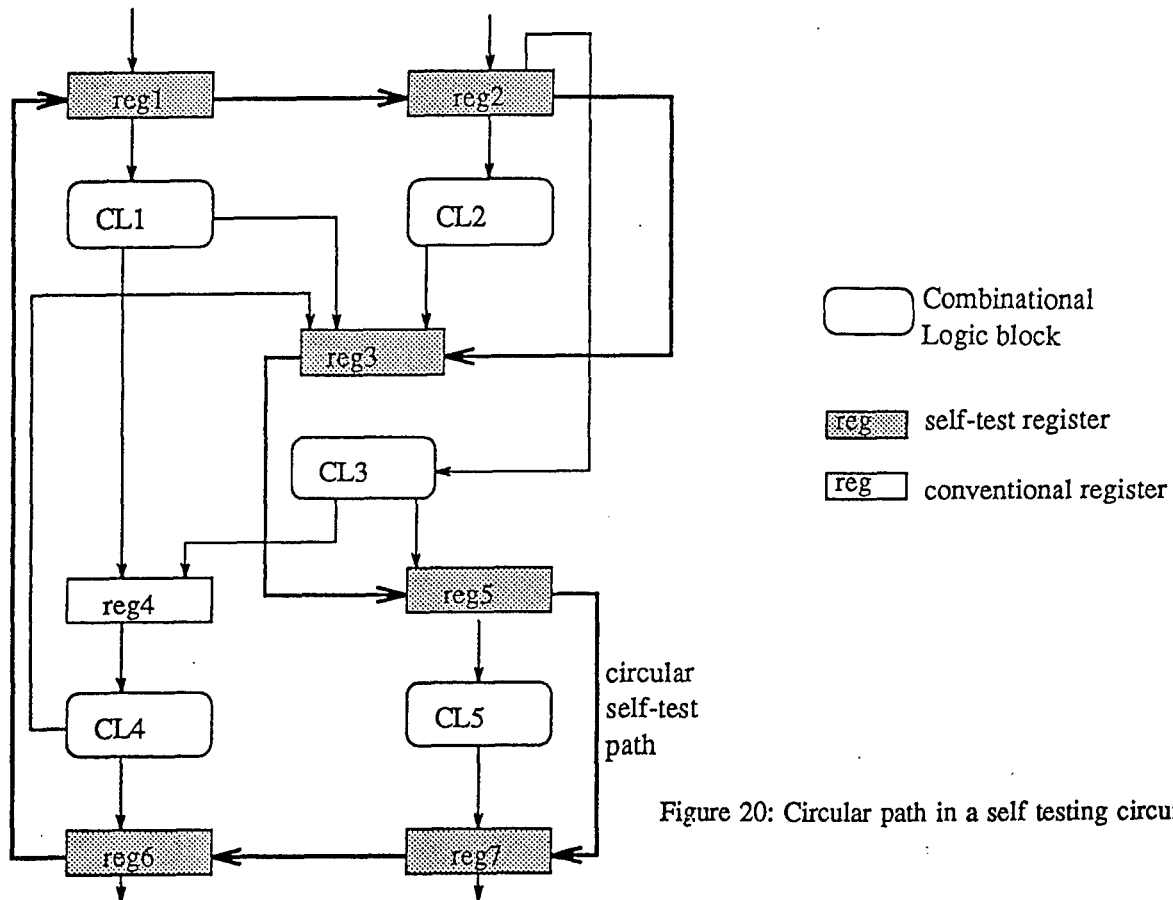 reg1
reg2
CL1
CL2
reg3
CL3
reg4
reg5
CL4
CL5
circular
self-test
path
reg6
reg7
Combinational
Logic block
reg
self-test register
reg
conventional register
Figure 20: Circular path in a self testing